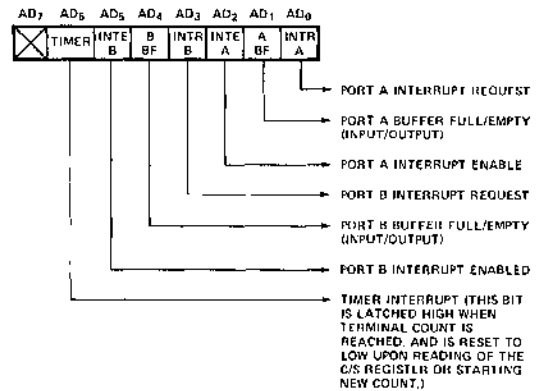 AD7 AD6 AD5 AD4 AD3 AD2 AD1 AD0
TIMER INTE B B BF INTR B INTE A A BF INTR A
PORT A INTERRUPT REQUEST
PORT A BUFFER FULL/EMPTY
(INPUT/OUTPUT)
PORT A INTERRUPT ENABLE
PORT B INTERRUPT REQUEST
PORT B BUFFER FULL/EMPTY
(INPUT/OUTPUT)
PORT B INTERRUPT ENABLED
TIMER INTERRUPT (THIS BIT
IS LATCHED HIGH WHEN
TERMINAL COUNT IS
REACHED, AND IS RESET TO
LOW UPON READING OF THE
C/S REGISTER OR STARTING
NEW COUNT.)